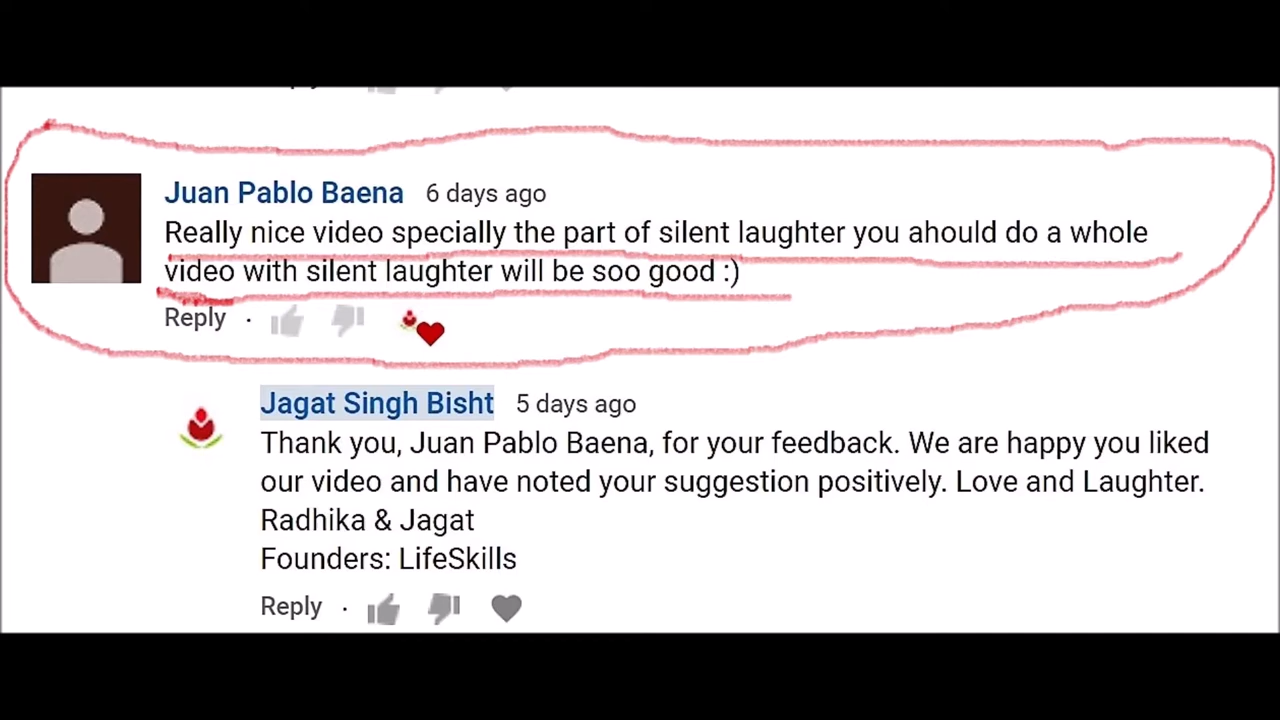 Juan Pablo Baena 6 days ago
Really nice video specially the part of silent laughter you ahould do a whole
video with silent laughter will be soo good :)
Reply ·
Jagat Singh Bisht 5 days ago
Thank you, Juan Pablo Baena, for your feedback. We are happy you liked
our video and have noted your suggestion positively. Love and Laughter.
Radhika & Jagat
Founders: LifeSkills
Reply ·